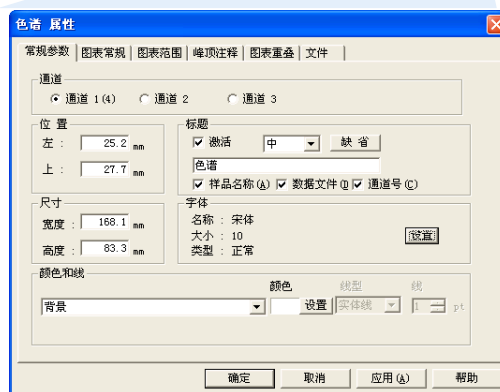 色谱 属性
常规参数 图表常规 图表范围 峰顶注释 图表重叠 文件
通道
通道 1(4) 通道 2 通道 3
位 置 标题
左: 25.2 mm 激活 中 缺 省
上: 27.7 mm 色谱
样品名称(A) 数据文件(I) 通道号(C)
尺寸 字体
宽度: 168.1 mm 名称 : 宋体
大小 : 10 设置
高度: 83.3 mm 类型 : 正常
颜色和线
颜色 线型 线
背景 设置 实体线 1 pt
确定 取消 应用(A) 帮助